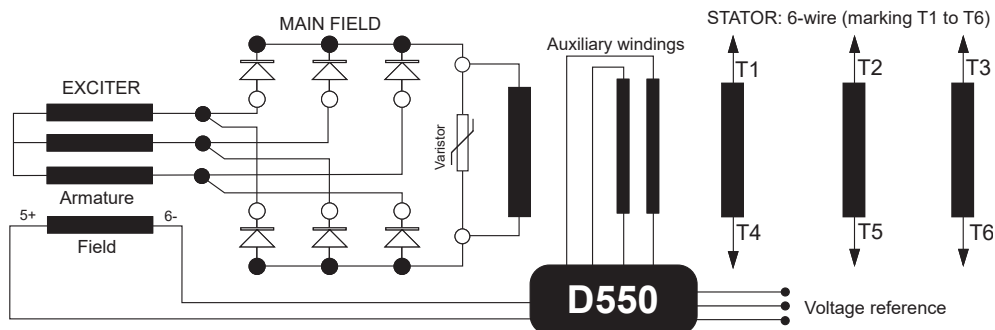 MAIN FIELD
STATOR: 6-wire (marking T1 to T6)
Auxiliary windings
T1
T2
T3
EXCITER
Varistor
Armature
5+
6-
Field
T4
T5
T6
D550
Voltage reference